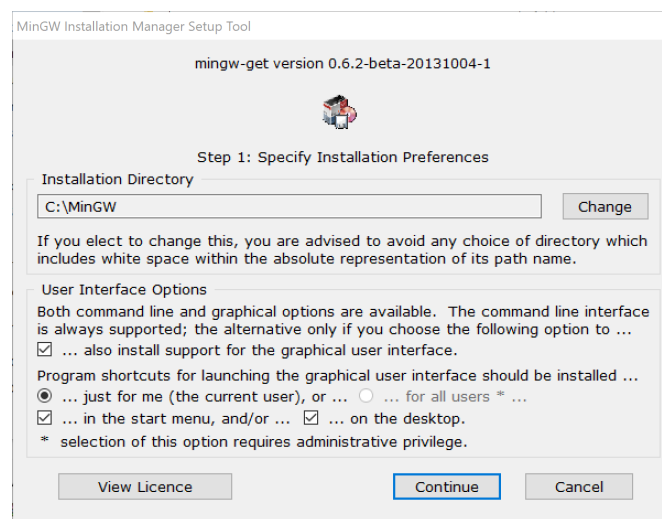 MinGW Installation Manager Setup Tool
mingw-get version 0.6.2-beta-20131004-1
Step 1: Specify Installation Preferences
Installation Directory
C:\MinGW
Change
If you elect to change this, you are advised to avoid any choice of directory which
includes white space within the absolute representation of its path name.
User Interface Options
Both command line and graphical options are available.  The command line interface
is always supported; the alternative only if you choose the following option to ...
... also install support for the graphical user interface.
Program shortcuts for launching the graphical user interface should be installed ...
... just for me (the current user), or ... ... for all users * ...
... in the start menu, and/or ... ... on the desktop.
* selection of this option requires administrative privilege.
View Licence Continue Cancel